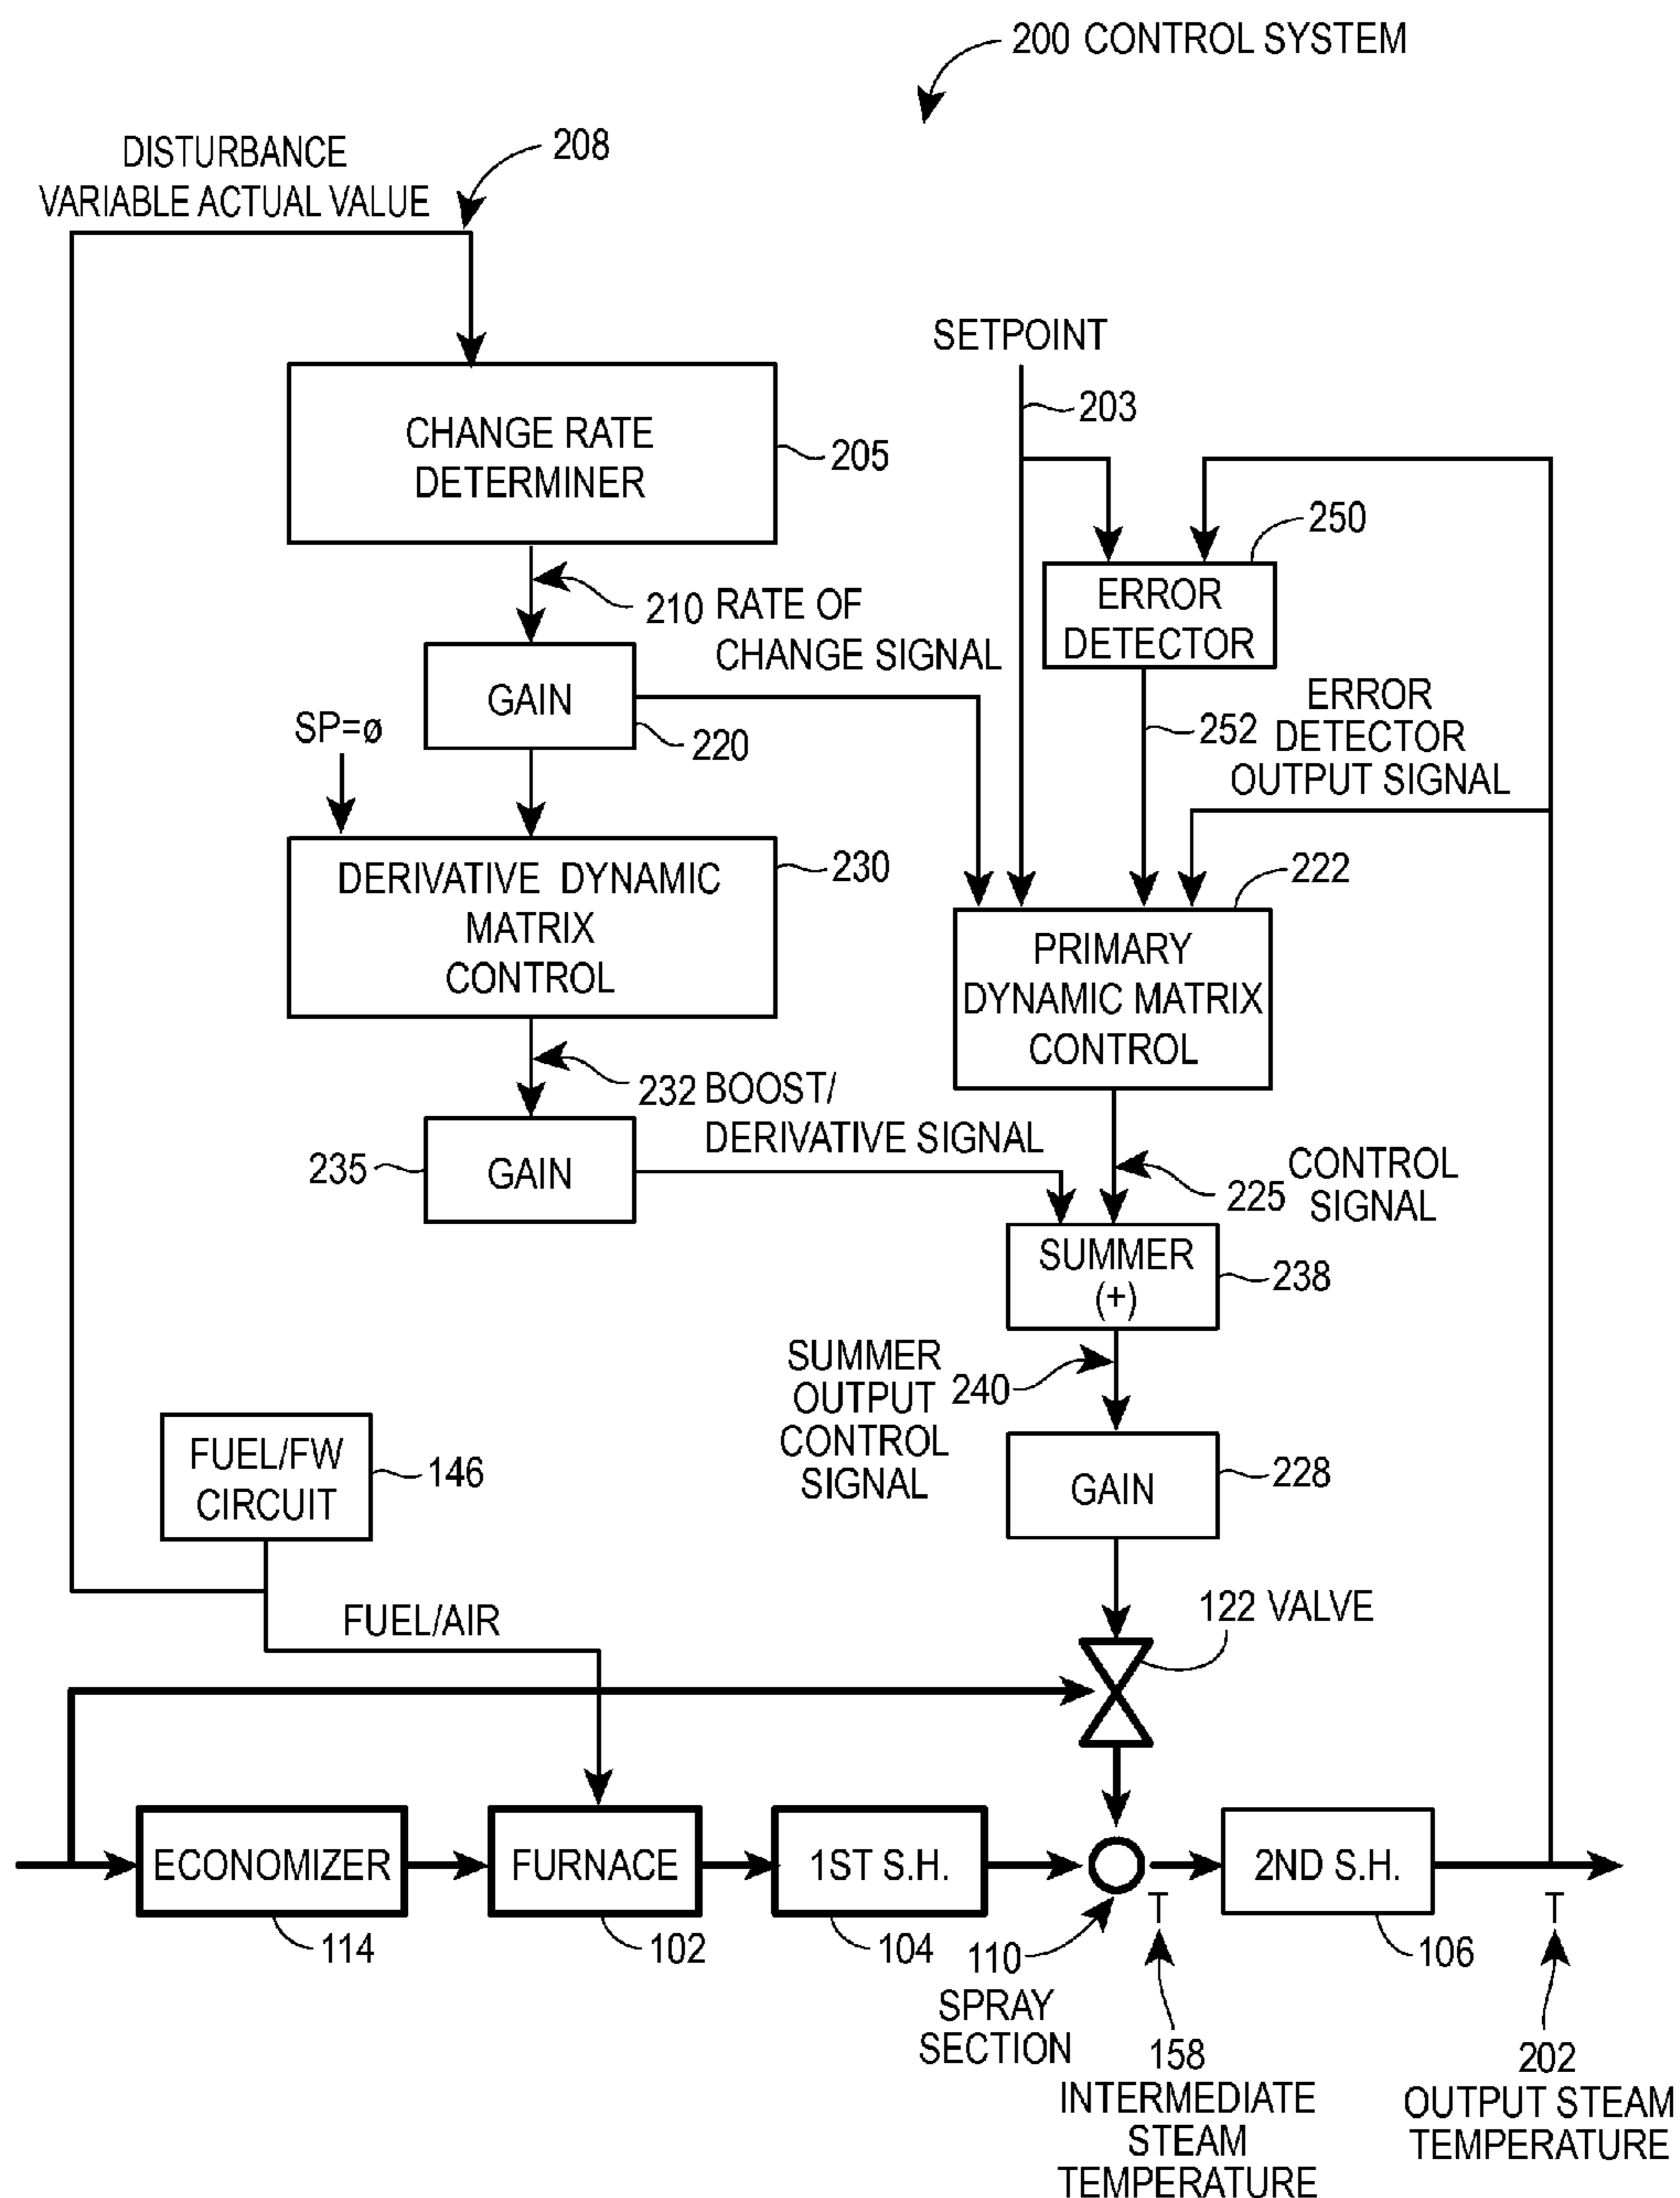 200 CONTROL SYSTEM
DISTURBANCE
VARIABLE ACTUAL VALUE
208
SETPOINT
203
CHANGE RATE
DETERMINER
205
250
ERROR
DETECTOR
210 RATE OF
CHANGE SIGNAL
GAIN
220
SP=ø
252
ERROR
DETECTOR
OUTPUT SIGNAL
DERIVATIVE DYNAMIC
MATRIX
CONTROL
230
222
PRIMARY
DYNAMIC MATRIX
CONTROL
232 BOOST/
DERIVATIVE SIGNAL
235
GAIN
225
CONTROL
SIGNAL
SUMMER
(+)
238
SUMMER
OUTPUT
CONTROL
SIGNAL
240
FUEL/FW
CIRCUIT
146
GAIN
228
FUEL/AIR
122 VALVE
ECONOMIZER
FURNACE
1ST S.H.
2ND S.H.
114
102
104
110
SPRAY
SECTION
T
158
INTERMEDIATE
STEAM
TEMPERATURE
106
T
202
OUTPUT STEAM
TEMPERATURE